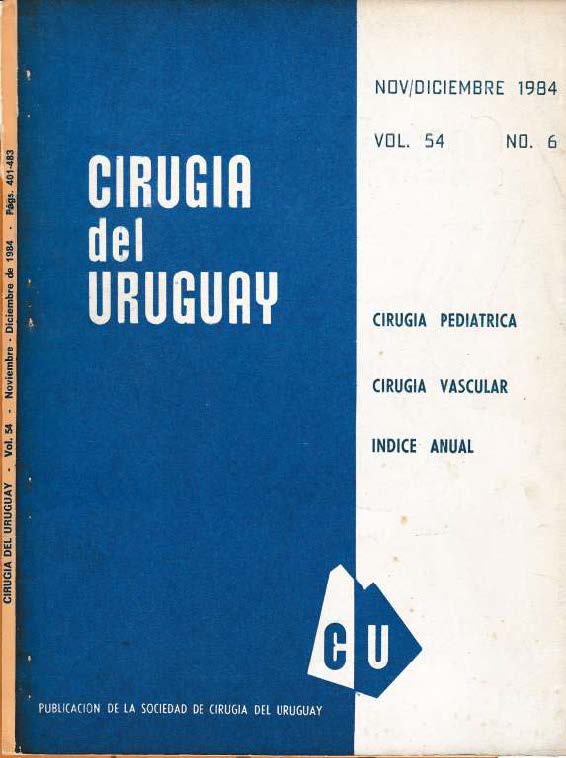 NOV/DICIEMBRE 1984
VOL. 54 NO. 6
CIRUGIA
del
URUGUAY
CIRUGIA PEDIATRICA
CIRUGIA VASCULAR
INDICE ANUAL
CU
PUBLICACION DE LA SOCIEDAD DE CIRUGIA DEL URUGUAY
CIRUGIA DEL URUGUAY - Vol. 54 - Noviembre - Diciembre de 1984 - Págs. 401-483